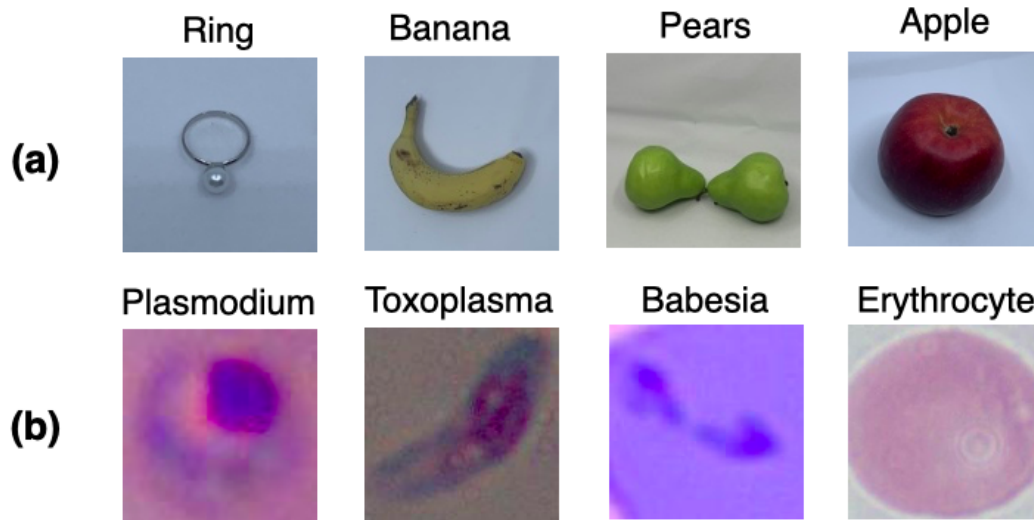 Ring Banana Pears Apple
(a)
Plasmodium Toxoplasma Babesia Erythrocyte
(b)